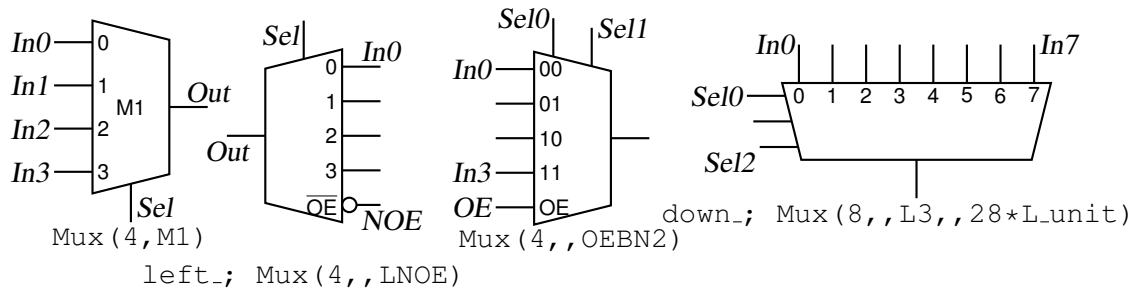 In0 0
In1 1
In2 2
In3 3
M1
Out
Sel
Mux(4,M1)
Sel
0 In0
1
2
3
OE NOE
Out
left_; Mux(4,,LNOE)
Sel0 Sel1
In0 00
01
10
In3 11
OE OE
Mux(4,,OEBN2)
In0 In7
Sel0 0 1 2 3 4 5 6 7
Sel2
down_; Mux(8,,L3,,28*L_unit)